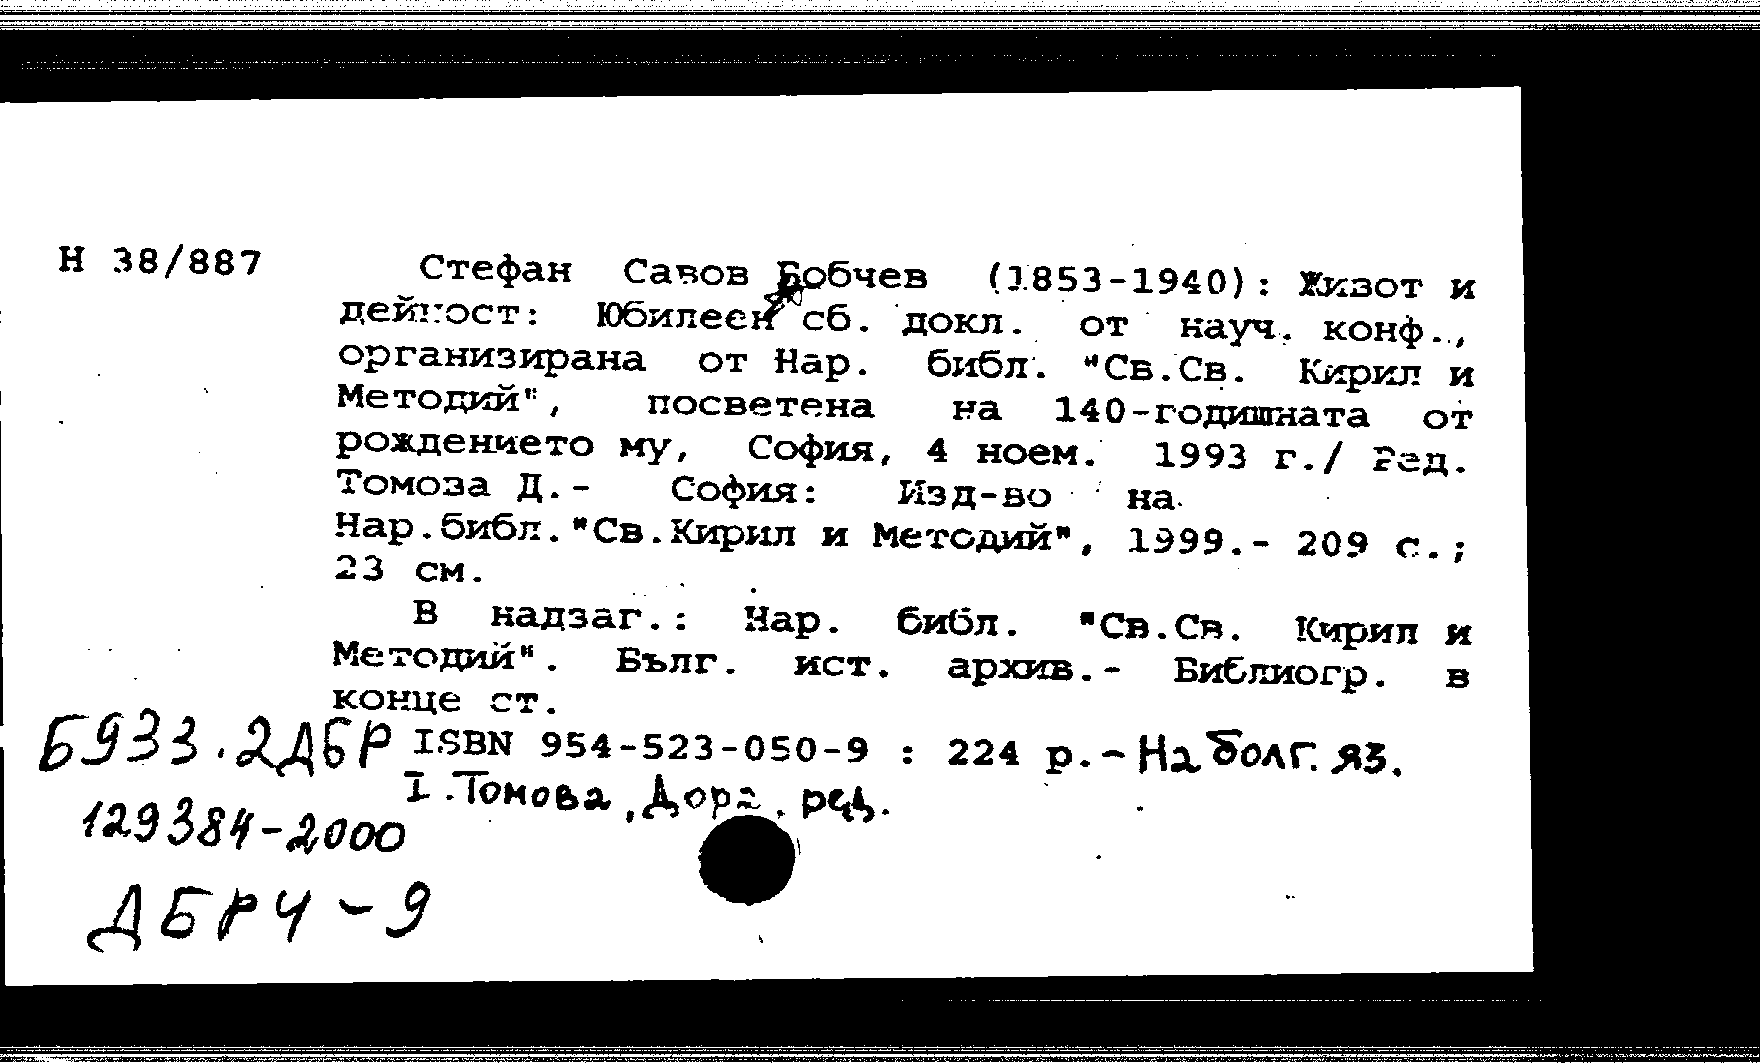 Н 38/887 Стефан Савов Бобчев (1853-1940): Живот и
дейност: Юбилеен сб. докл. от науч. конф.,
организирана от Нар. библ. "Св.Св. Кирил и
Методий", посветена на 140-годишната от
рождението му, София, 4 ноем. 1993 г./ Ред.
Томова Д.- София: Изд-во на
Нар.библ."Св.Кирил и Методий", 1999.- 209 с.;
23 см.
В надзаг.: Нар. библ. "Св.Св. Кирил и
Методий". Бълг. ист. архив.- Библиогр. в
конце ст.
Б933.2ДБР ISBN 954-523-050-9 : 224 р.-На болг. яз.
I.Томова, Дора, ред.
129384-2000
ДБРЧ-9